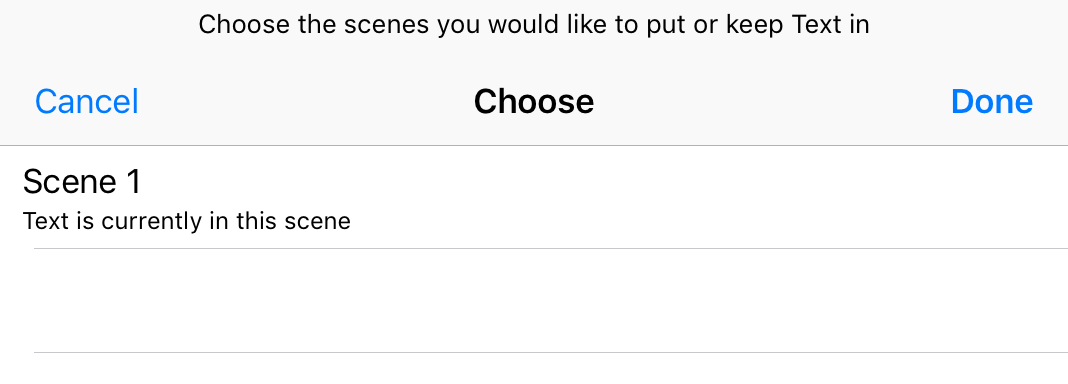 Choose the scenes you would like to put or keep Text in
Cancel
Choose
Done
Scene 1
Text is currently in this scene